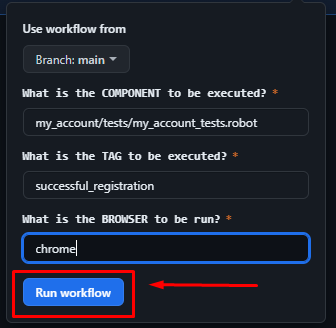 Use workflow from
Branch: main
What is the COMPONENT to be executed? *
my_account/tests/my_account_tests.robot
What is the TAG to be executed? *
successful_registration
What is the BROWSER to be run? *
chrome
Run workflow